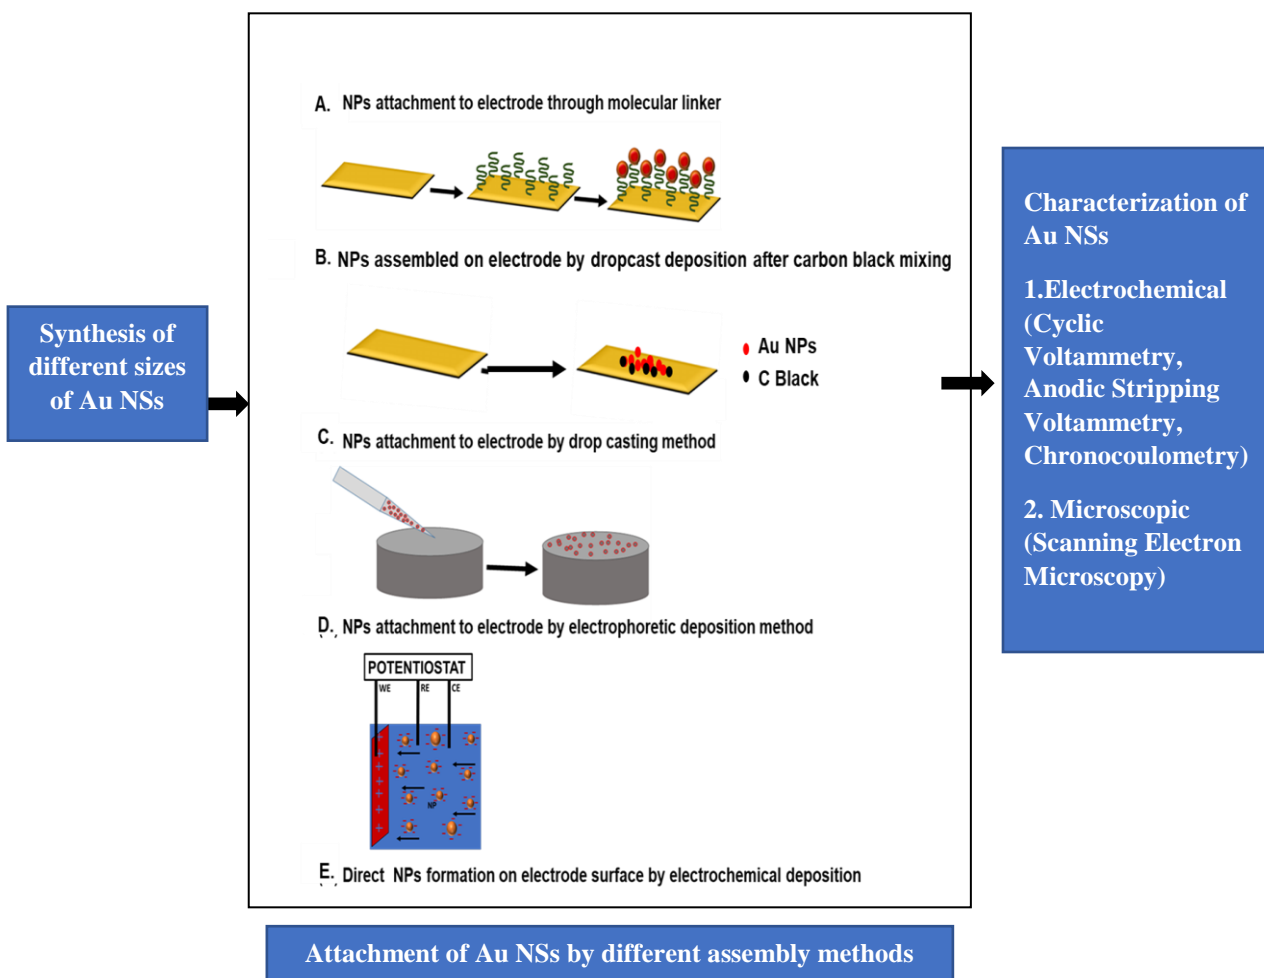 Synthesis of
different sizes
of Au NSs
A. NPs attachment to electrode through molecular linker
B. NPs assembled on electrode by dropcast deposition after carbon black mixing
Au NPs
C Black
C. NPs attachment to electrode by drop casting method
D. NPs attachment to electrode by electrophoretic deposition method
POTENTIOSTAT
WE RE CE
NP
E. Direct NPs formation on electrode surface by electrochemical deposition
Attachment of Au NSs by different assembly methods
Characterization of
Au NSs
1.Electrochemical
(Cyclic
Voltammetry,
Anodic Stripping
Voltammetry,
Chronocoulometry)
2. Microscopic
(Scanning Electron
Microscopy)